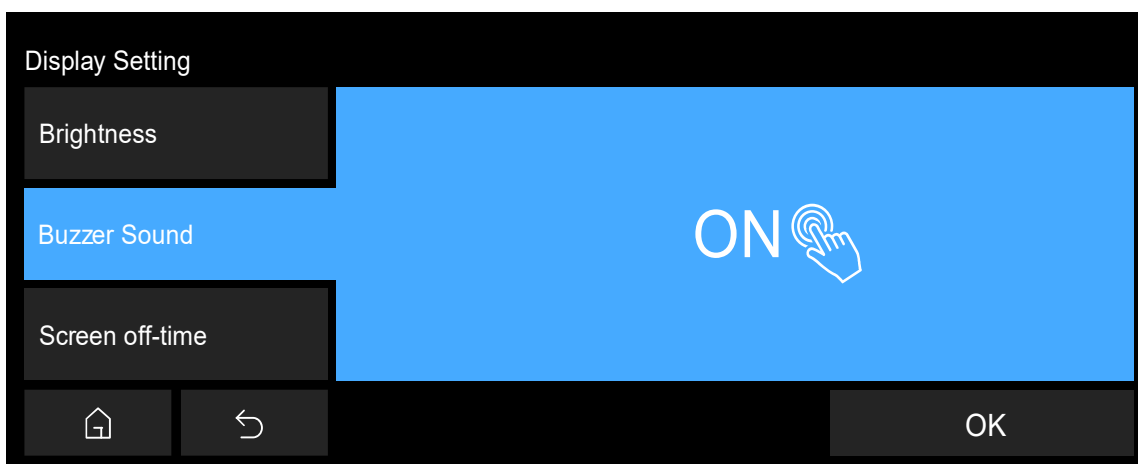 Display Setting
Brightness
Buzzer Sound
ON
Screen off-time
OK